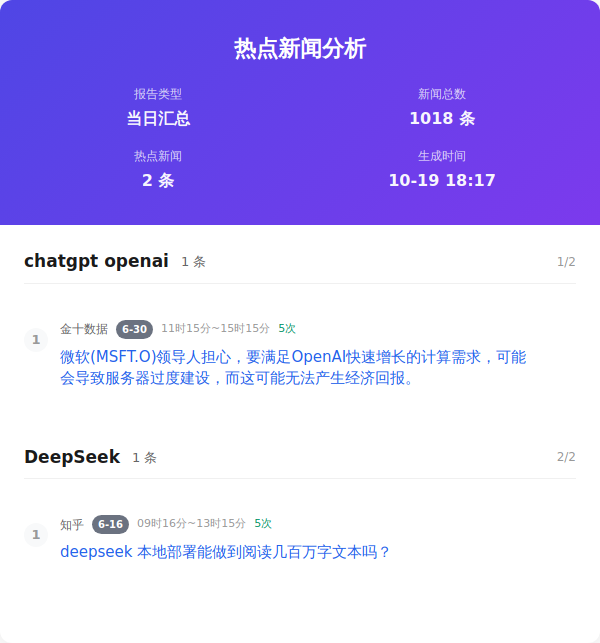 热点新闻分析
报告类型
当日汇总
新闻总数
1018 条
热点新闻
2 条
生成时间
10-19 18:17
chatgpt openai 1 条 1/2
1 金十数据 6-30 11时15分~15时15分 5次
微软(MSFT.O)领导人担心，要满足OpenAI快速增长的计算需求，可能
会导致服务器过度建设，而这可能无法产生经济回报。
DeepSeek 1 条 2/2
1 知乎 6-16 09时16分~13时15分 5次
deepseek 本地部署能做到阅读几百万字文本吗？